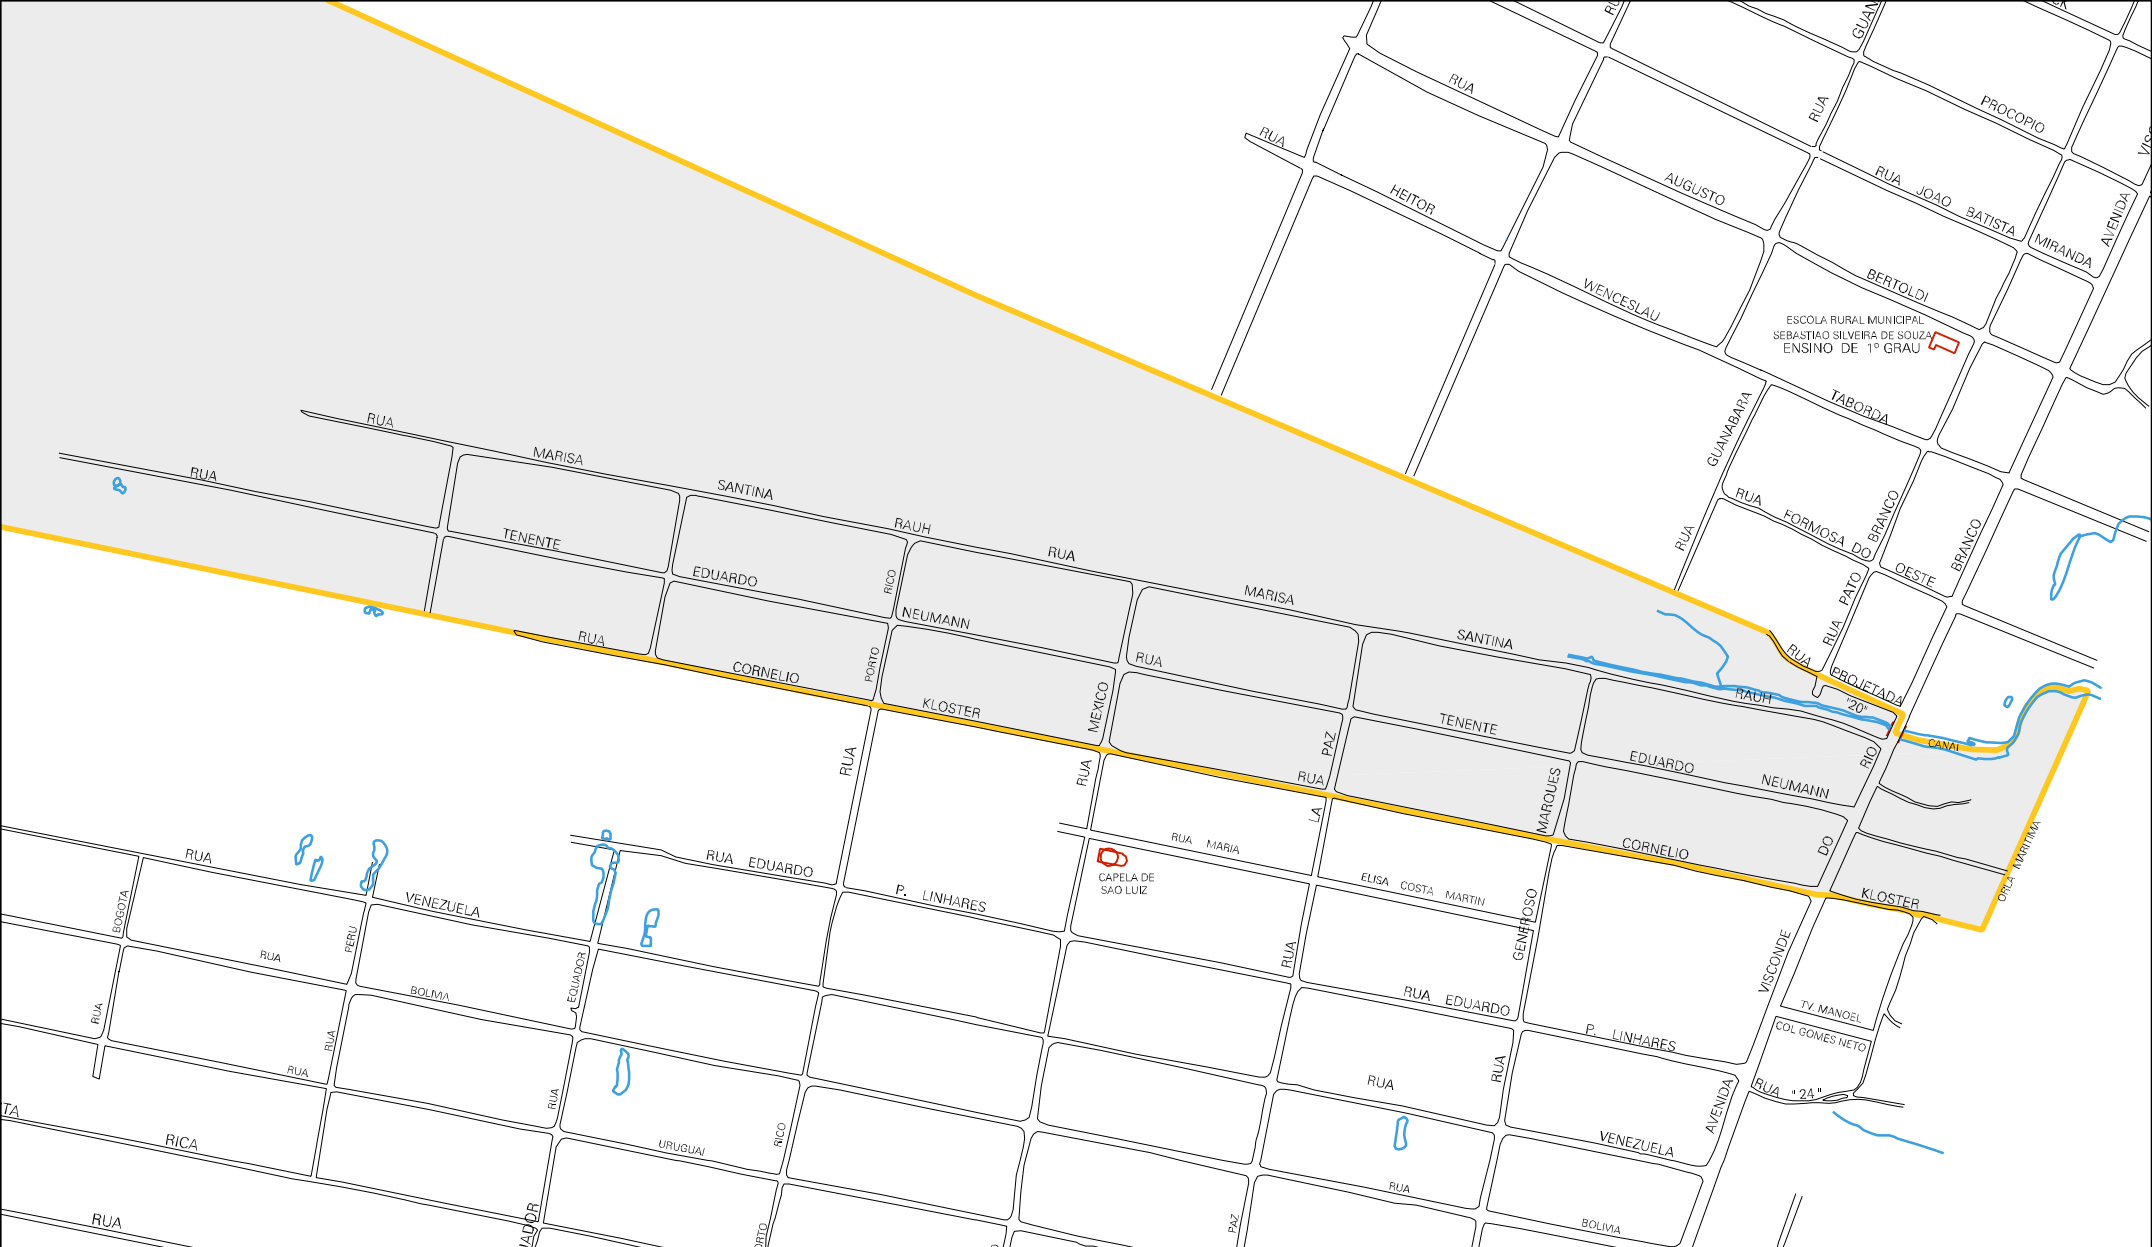 RUA
GUAN
RUA
PROCOPIO
RUA
RUA
HEITOR
AUGUSTO
RUA JOAO BATISTA
MIRANDA
AVENIDA
WENCESLAU
BERTOLDI
ESCOLA RURAL MUNICIPAL
SEBASTIAO SILVEIRA DE SOUZA
ENSINO DE 1º GRAU
TABORDA
GUANABARA
RUA
RUA
FORMOSA DO
OESTE
BRANCO
BRANCO
PATO
RUA
RUA
PROJETADA
"20"
RUA
MARISA
SANTINA
RAUH
RUA
MARISA
SANTINA
RAUH
RUA
TENENTE
EDUARDO
NEUMANN
RUA
TENENTE
EDUARDO
NEUMANN
RICO
PORTO
RUA
MEXICO
RUA
PAZ
LA
RUA
MARQUES
GENEROSO
RUA
RIO
DO
VISCONDE
AVENIDA
CANAL
ORLA MARITIMA
RUA
CORNELIO
KLOSTER
RUA
CORNELIO
KLOSTER
RUA MARIA
ELISA COSTA MARTIN
CAPELA DE
SAO LUIZ
RUA EDUARDO
P. LINHARES
RUA EDUARDO
P. LINHARES
TV. MANOEL
COL GOMES NETO
RUA "24"
RUA
VENEZUELA
RUA
VENEZUELA
BOGOTA
RUA
PERU
RUA
EQUADOR
RUA
RUA
BOLIVIA
RUA
BOLIVIA
RUA
URUGUAI
RICO
RICA
RUA
PAZ